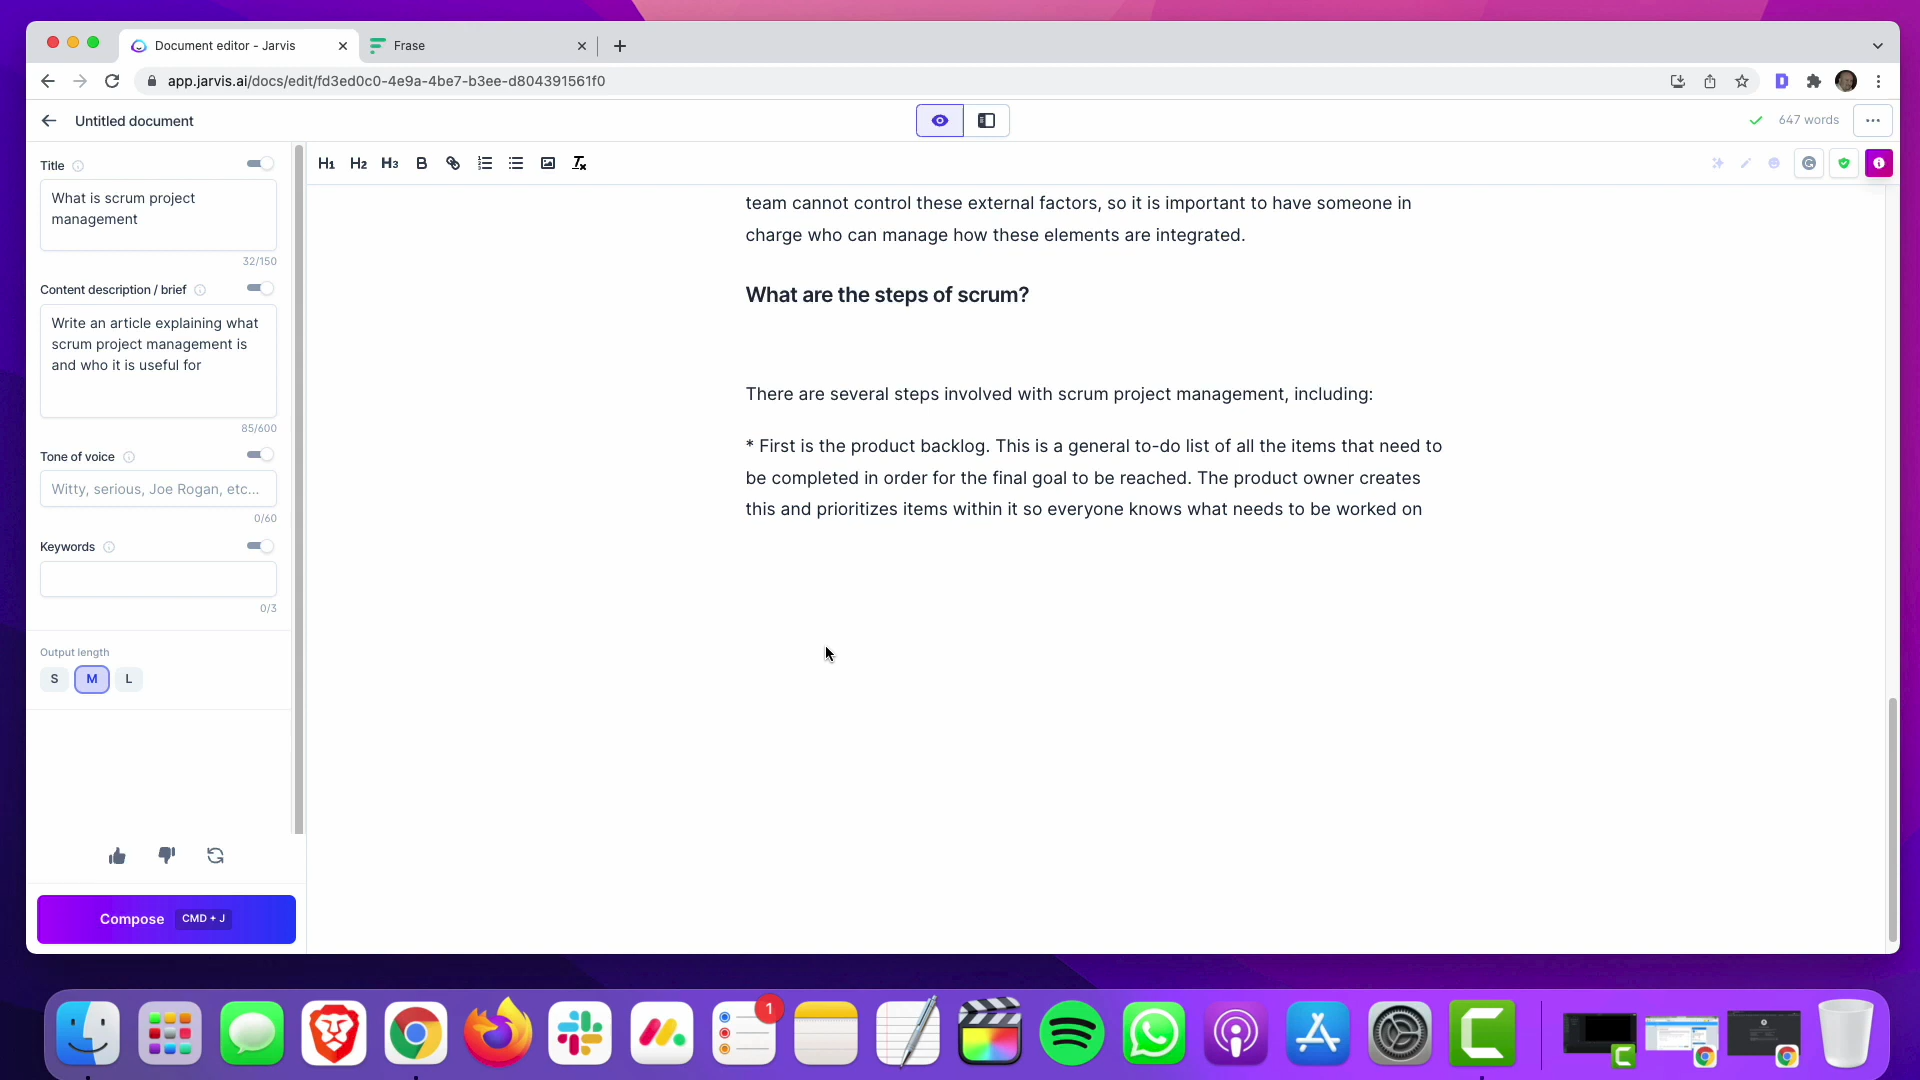 Document editor - Jarvis
Frase
app.jarvis.ai/docs/edit/fd3ed0c0-4e9a-4be7-b3ee-d804391561f0
Untitled document
647 words
Title
What is scrum project
management
32/150
Content description / brief
Write an article explaining what
scrum project management is
and who it is useful for
85/600
Tone of voice
Witty, serious, Joe Rogan, etc...
0/60
Keywords
0/3
Output length
S M L
Compose CMD + J
H1 H2 H3 B
team cannot control these external factors, so it is important to have someone in
charge who can manage how these elements are integrated.
What are the steps of scrum?
There are several steps involved with scrum project management, including:
* First is the product backlog. This is a general to-do list of all the items that need to
be completed in order for the final goal to be reached. The product owner creates
this and prioritizes items within it so everyone knows what needs to be worked on
1